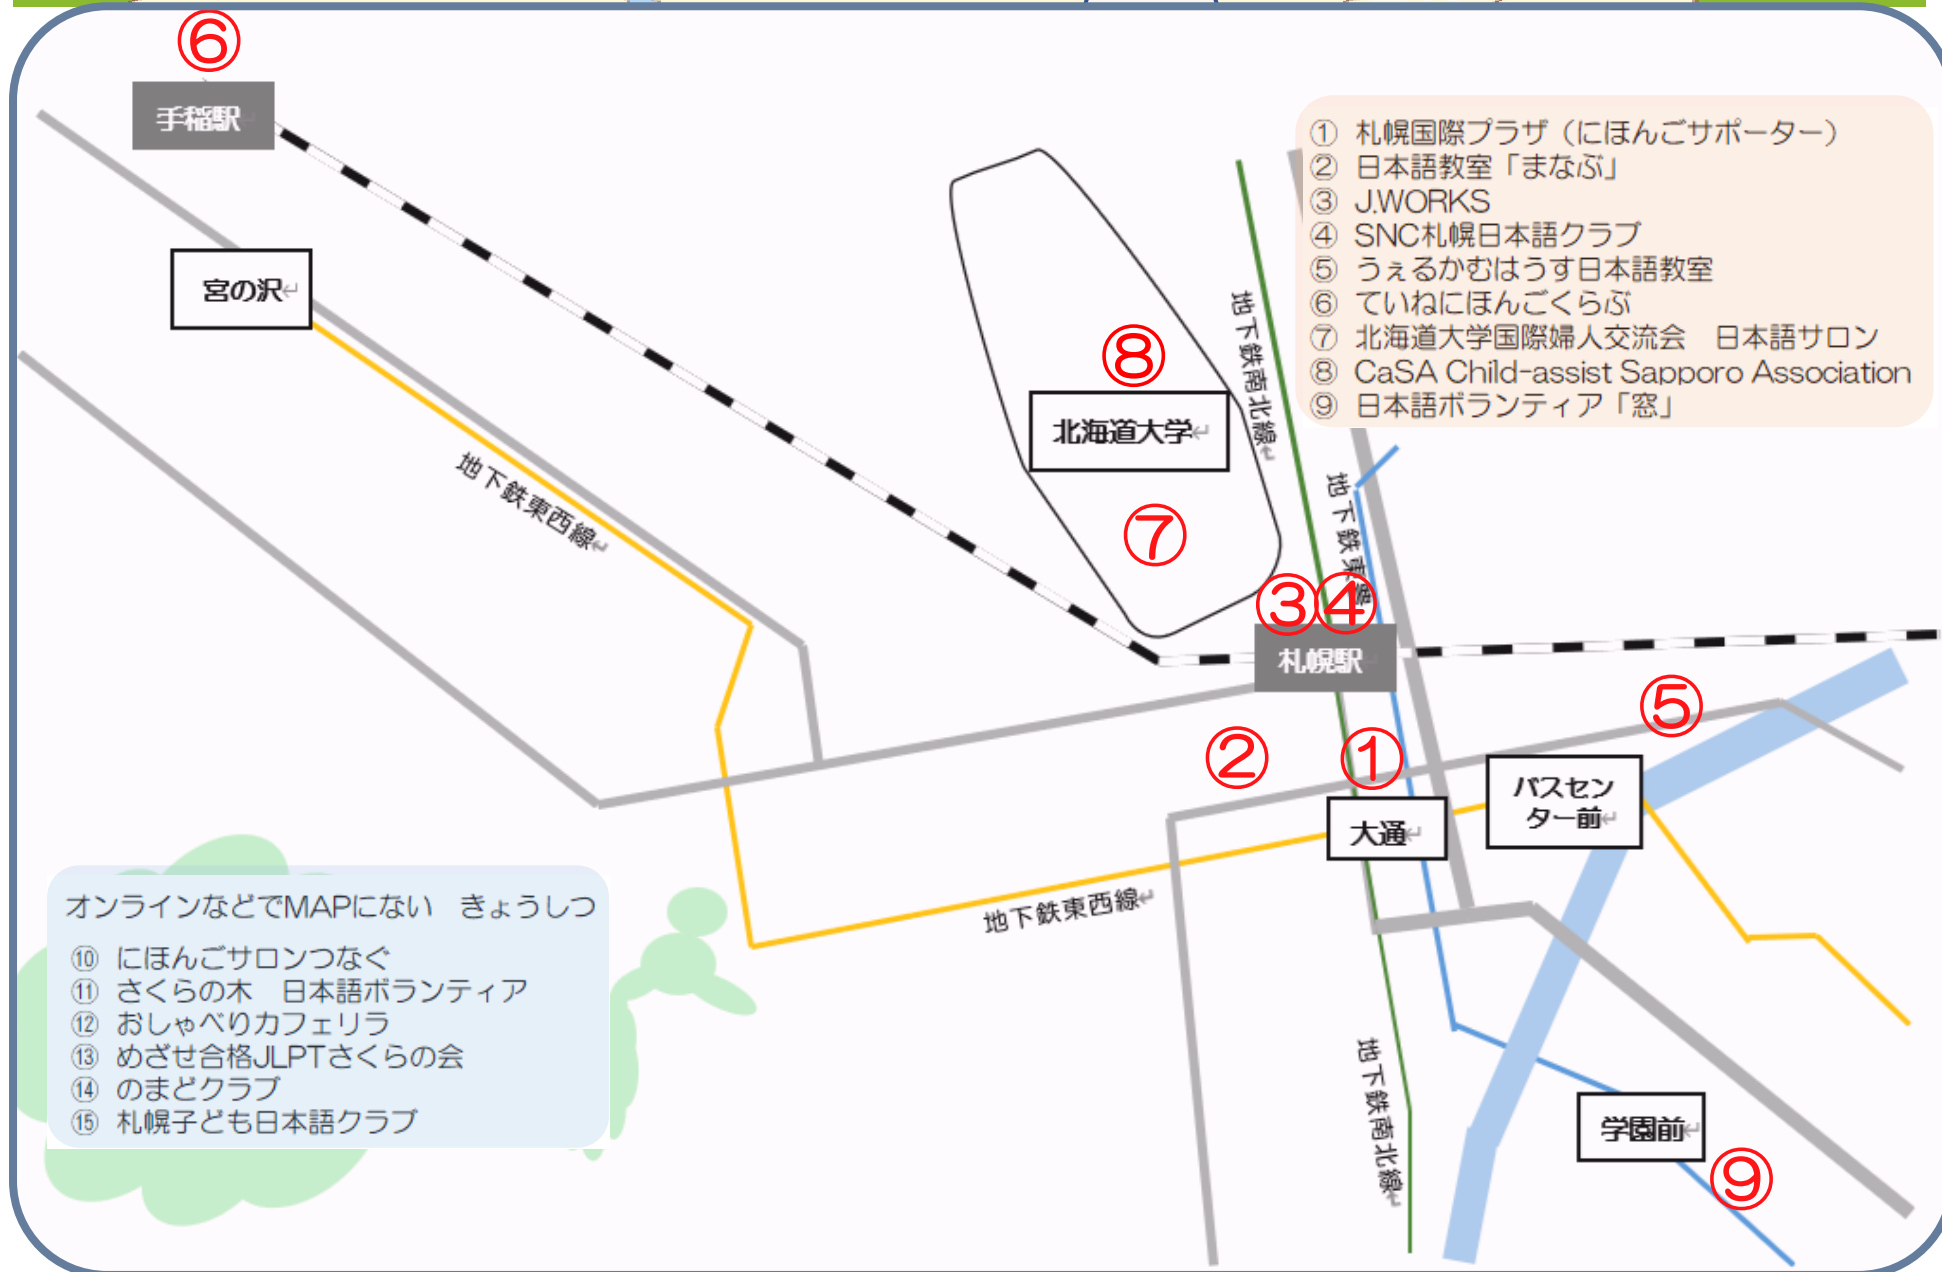 ⑥
手稲駅
① 札幌国際プラザ（にほんごサポーター）
② 日本語教室「まなぶ」
③ J.WORKS
④ SNC札幌日本語クラブ
⑤ うぇるかむはうす日本語教室
⑥ ていねにほんごくらぶ
⑦ 北海道大学国際婦人交流会　日本語サロン
⑧ CaSA Child-assist Sapporo Association
⑨ 日本語ボランティア「窓」
宮の沢
地下鉄南北線
⑧
北海道大学
地下鉄東西線
地下鉄東豊
⑦
③④
札幌駅
⑤
②
①
バスセン
ター前
大通
地下鉄東西線
オンラインなどでMAPにない　きょうしつ
⑩ にほんごサロンつなぐ
⑪ さくらの木　日本語ボランティア
⑫ おしゃべりカフェリラ
⑬ めざせ合格JLPTさくらの会
⑭ のまどクラブ
⑮ 札幌子ども日本語クラブ
地下鉄南北線
学園前
⑨